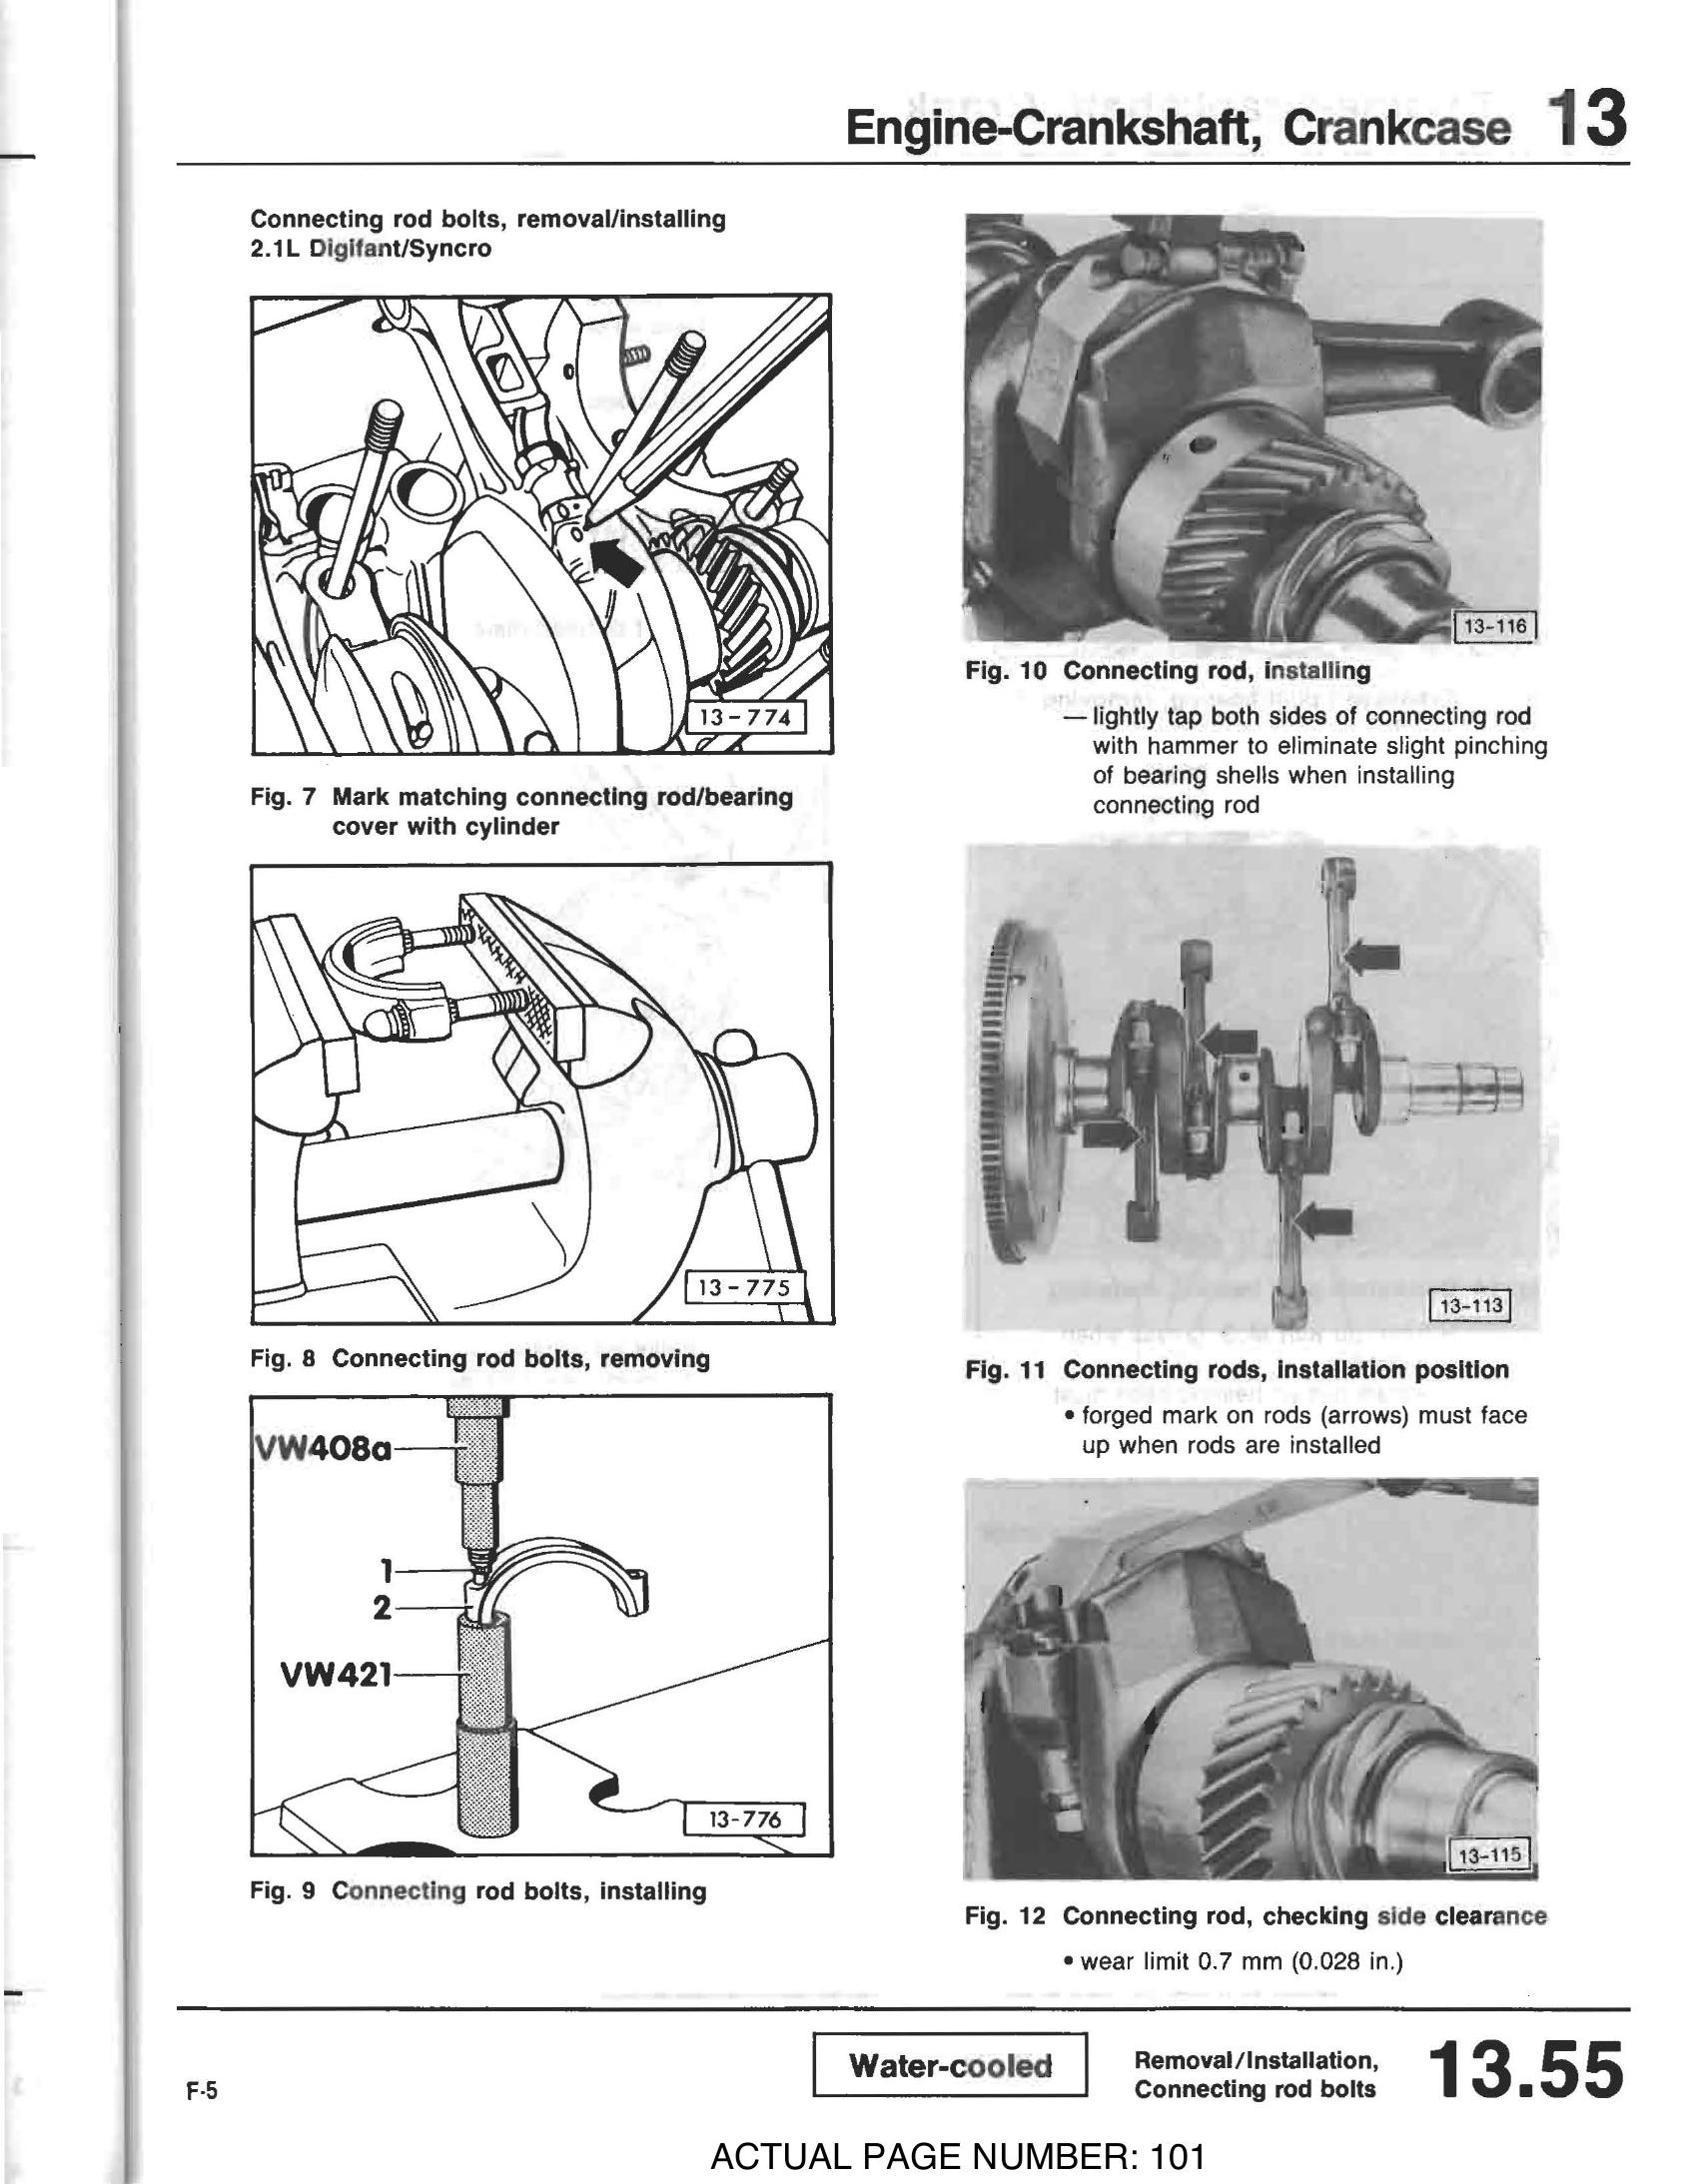 Engine-Crankshaft, Crankcase 13
Connecting rod bolts, removal/installing
2.1L Digifant/Syncro
13-774
Fig. 7 Mark matching connecting rod/bearing
cover with cylinder
13-775
Fig. 8 Connecting rod bolts, removing
VW408a
1
2
VW421
13-776
Fig. 9 Connecting rod bolts, installing
13-116
Fig. 10 Connecting rod, installing
— lightly tap both sides of connecting rod
with hammer to eliminate slight pinching
of bearing shells when installing
connecting rod
13-113
Fig. 11 Connecting rods, installation position
• forged mark on rods (arrows) must face
up when rods are installed
13-115
Fig. 12 Connecting rod, checking side clearance
• wear limit 0.7 mm (0.028 in.)
F-5
Water-cooled
Removal/Installation,
Connecting rod bolts
13.55
ACTUAL PAGE NUMBER: 101